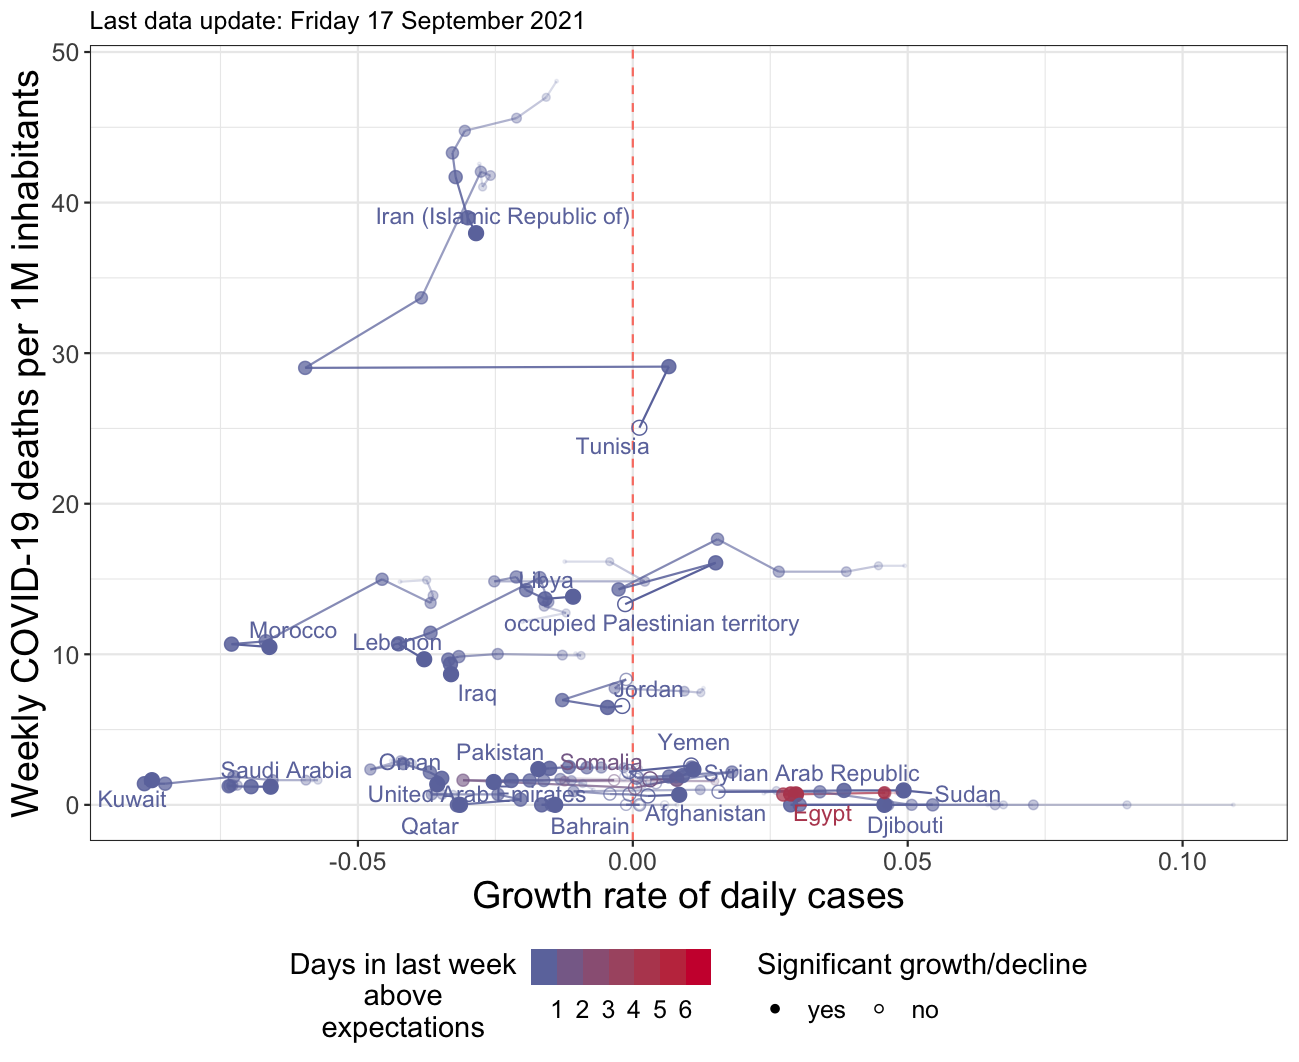 Last data update: Friday 17 September 2021
Weekly COVID-19 deaths per 1M inhabitants
50
40
30
20
10
0
Iran (Islamic Republic of)
Tunisia
Libya
occupied Palestinian territory
Morocco
Lebanon
Iraq
Jordan
Yemen
Pakistan
Somalia
Oman
Saudi Arabia
Syrian Arab Republic
Kuwait
United Arab Emirates
Sudan
Afghanistan
Egypt
Qatar
Bahrain
Djibouti
-0.05
0.00
0.05
0.10
Growth rate of daily cases
Days in last week
above
expectations
1 2 3 4 5 6
Significant growth/decline
yes no